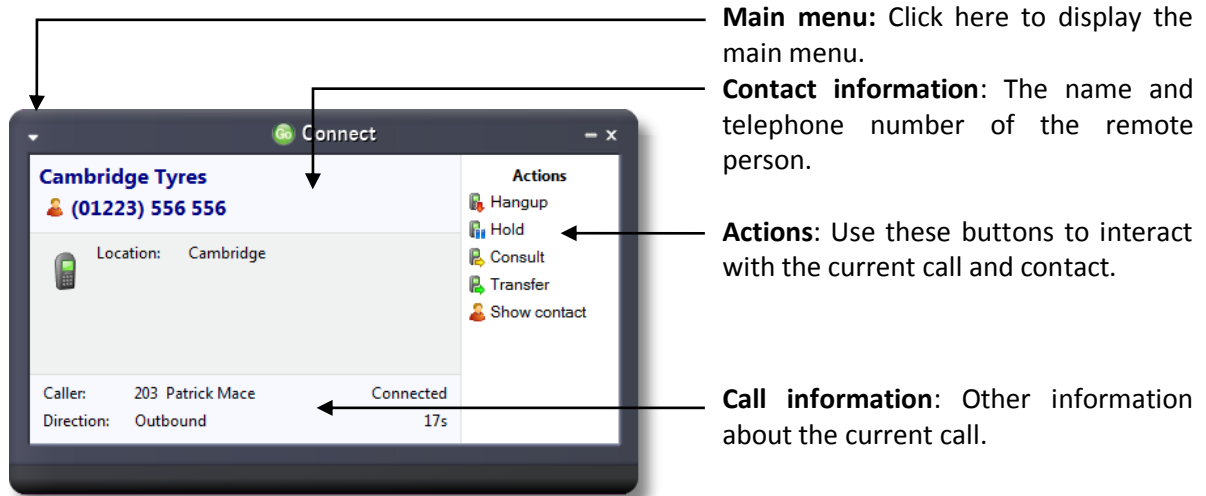 Main menu: Click here to display the
main menu.
Contact information: The name and
telephone number of the remote
person.
Actions: Use these buttons to interact
with the current call and contact.
Call information: Other information
about the current call.
Go Connect
Cambridge Tyres
(01223) 556 556
Location: Cambridge
Caller: 203 Patrick Mace Connected
Direction: Outbound 17s
Actions
Hangup
Hold
Consult
Transfer
Show contact